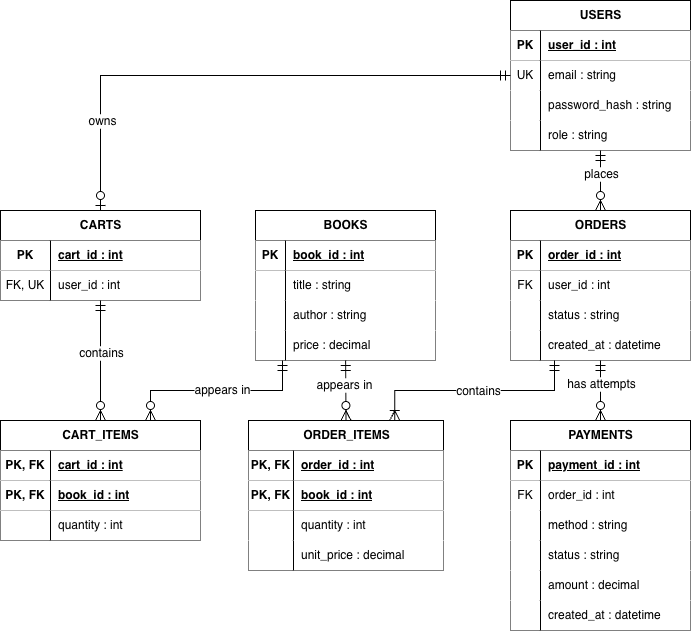 USERS
PK user_id : int
UK email : string
password_hash : string
role : string
owns
places
CARTS
PK cart_id : int
FK, UK user_id : int
BOOKS
PK book_id : int
title : string
author : string
price : decimal
ORDERS
PK order_id : int
FK user_id : int
status : string
created_at : datetime
contains
appears in
appears in
contains
has attempts
CART_ITEMS
PK, FK cart_id : int
PK, FK book_id : int
quantity : int
ORDER_ITEMS
PK, FK order_id : int
PK, FK book_id : int
quantity : int
unit_price : decimal
PAYMENTS
PK payment_id : int
FK order_id : int
method : string
status : string
amount : decimal
created_at : datetime